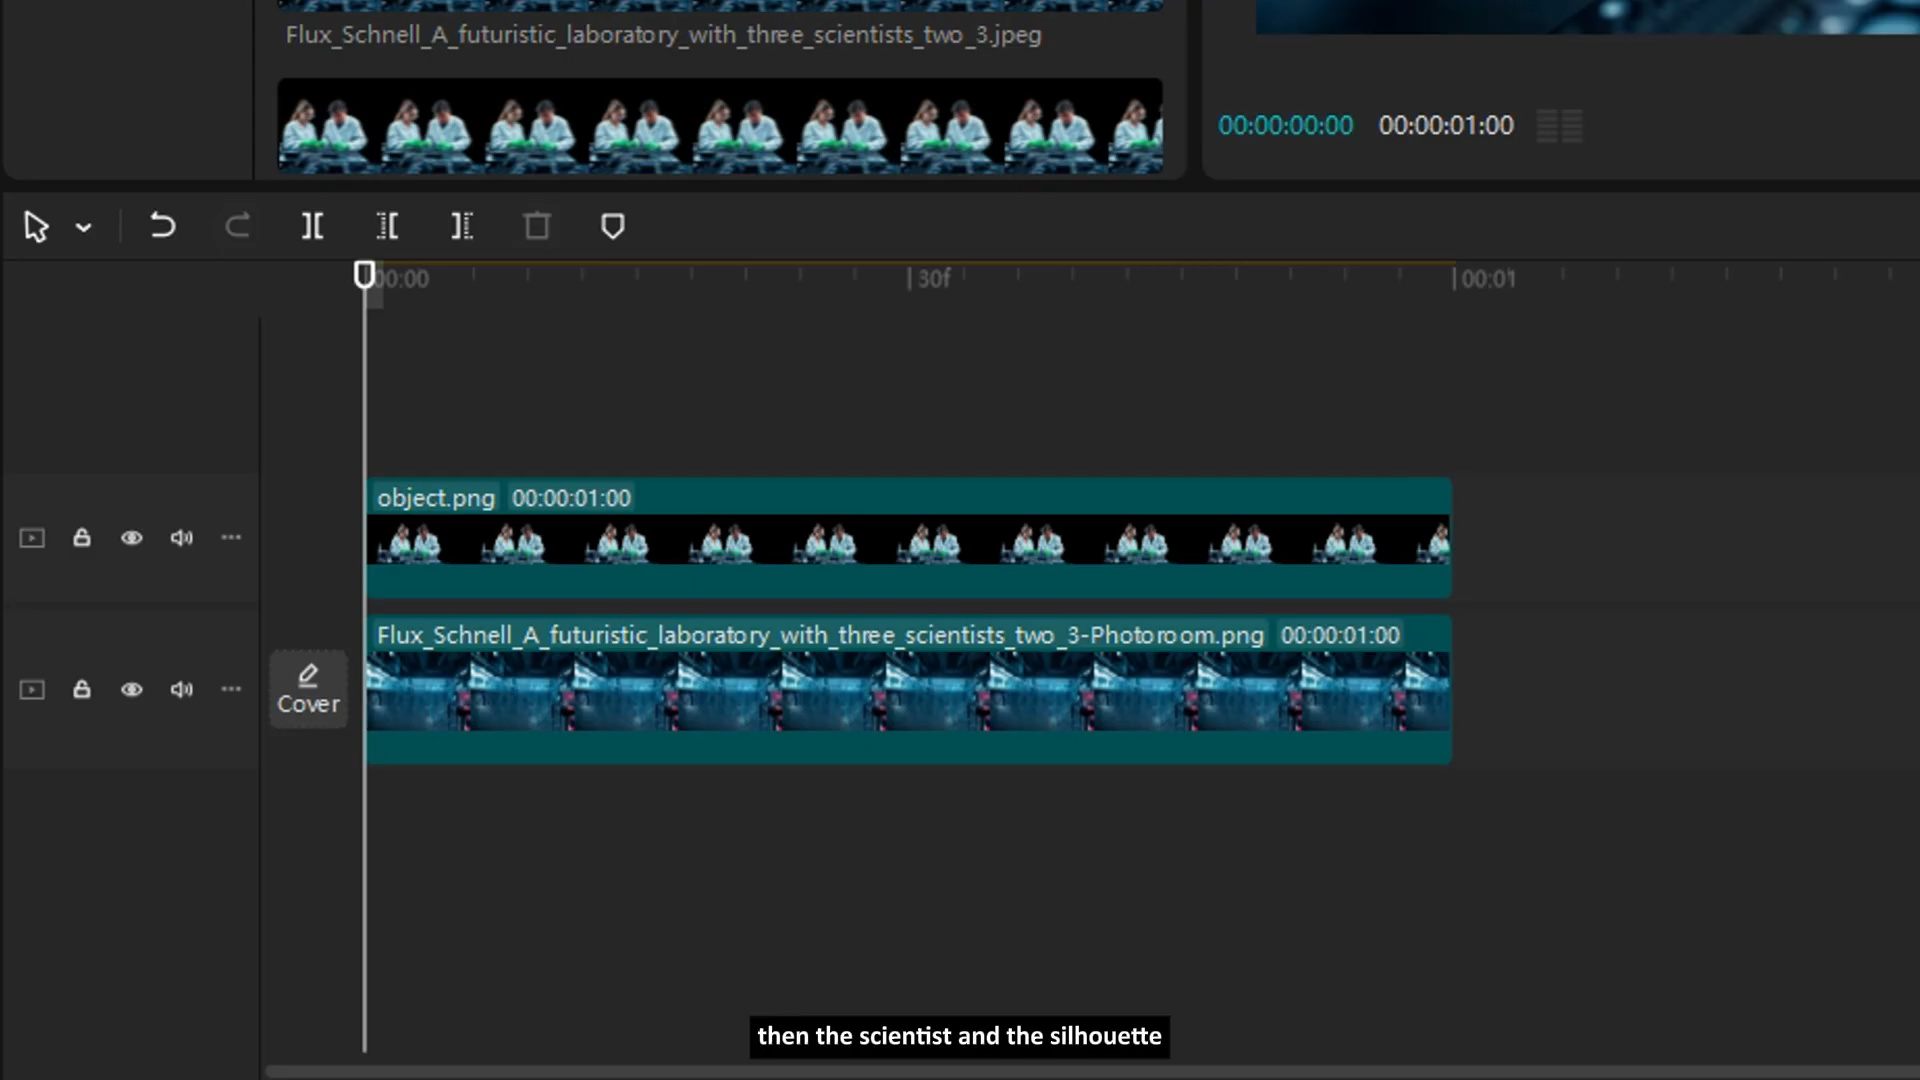 Flux_Schnell_A_futuristic_laboratory_with_three_scientists_two_3.jpeg
00:00:00:00 00:00:01:00
00:00 30f 00:01
object.png 00:00:01:00
Flux_Schnell_A_futuristic_laboratory_with_three_scientists_two_3-Photoroom.png 00:00:01:00
Cover
then the scientist and the silhouette